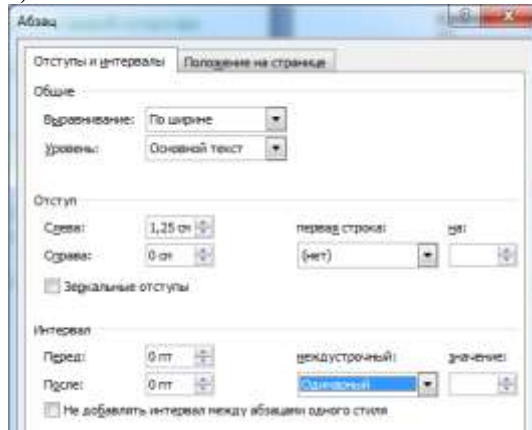 Абзац
Отступы и интервалы Положение на странице
Общие
Выравнивание: По ширине
Уровень: Основной текст
Отступ
Слева: 1,25 см первая строка: на:
Справа: 0 см (нет)
Зеркальные отступы
Интервал
Перед: 0 пт междустрочный: значение:
После: 0 пт Одинарный
Не добавлять интервал между абзацами одного стиля